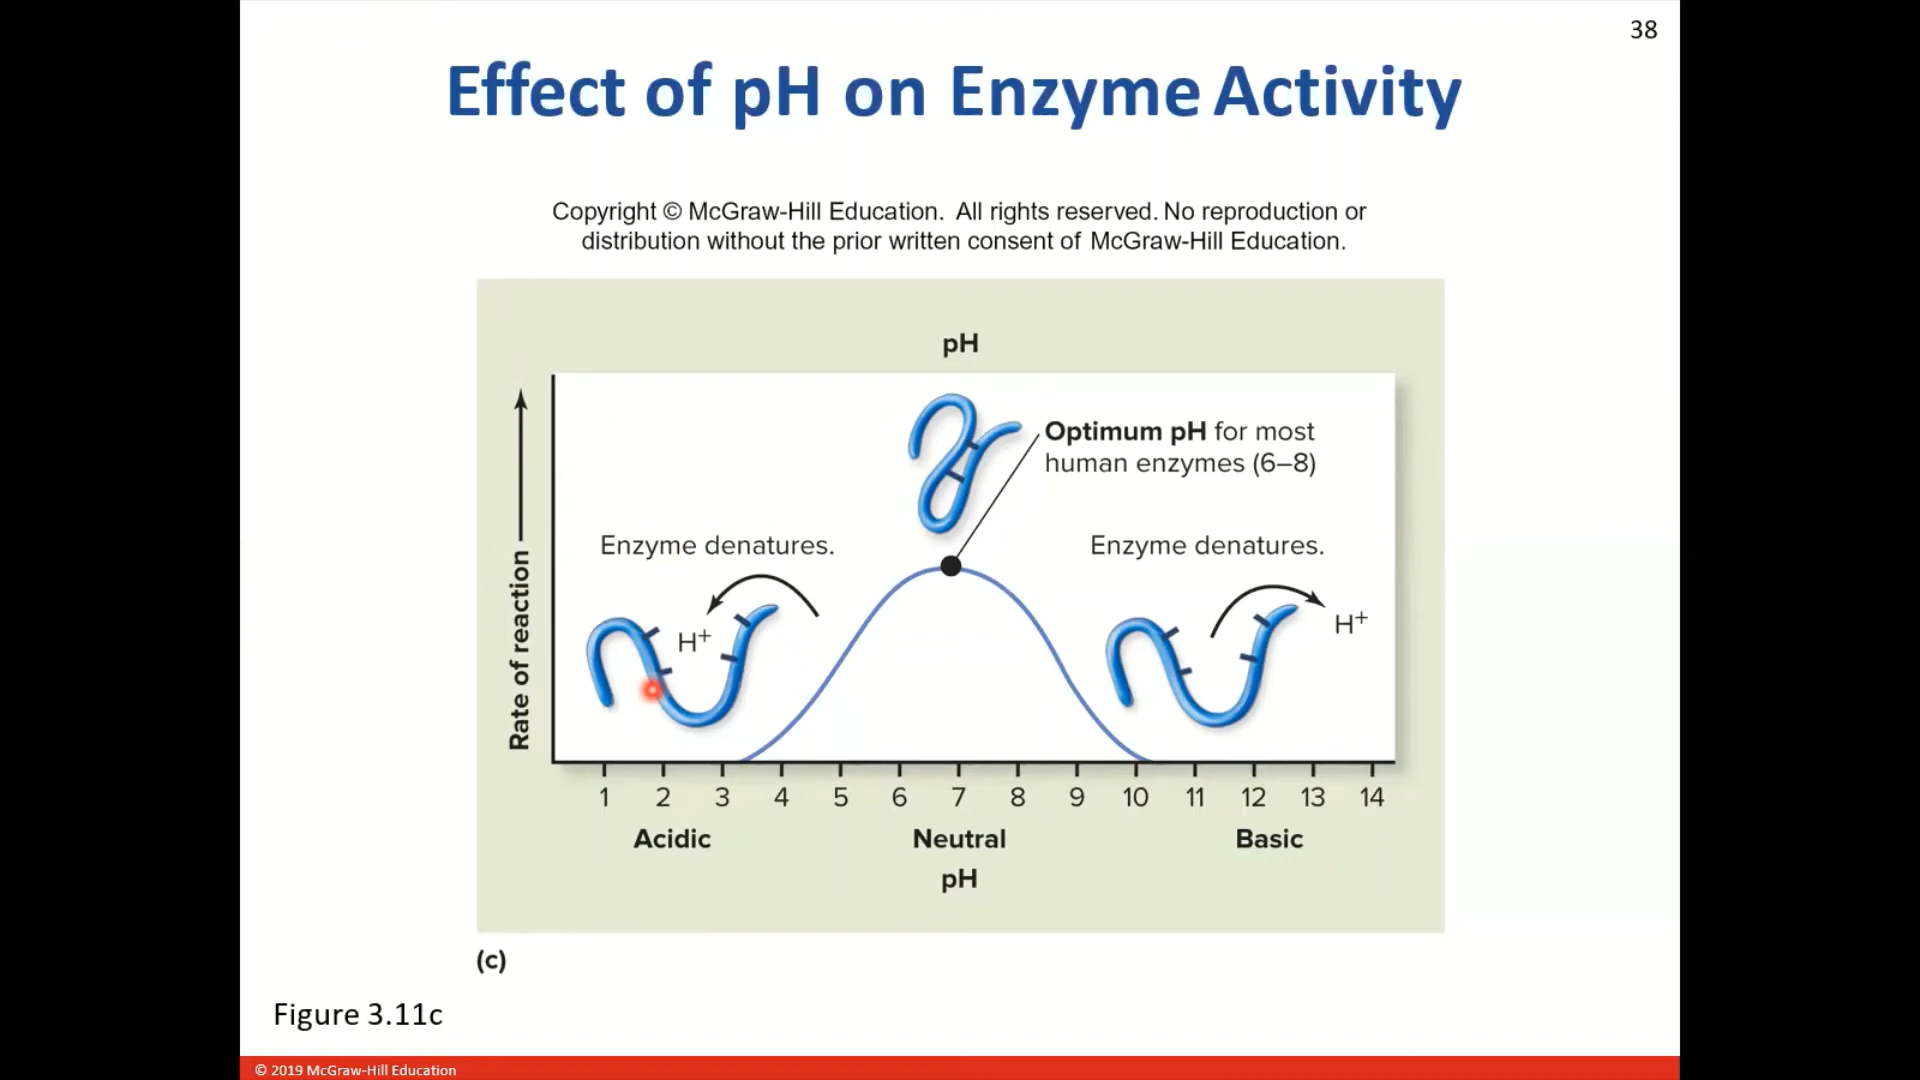 38
Effect of pH on Enzyme Activity
Copyright © McGraw-Hill Education. All rights reserved. No reproduction or
distribution without the prior written consent of McGraw-Hill Education.
pH
Optimum pH for most
human enzymes (6–8)
Enzyme denatures.
Enzyme denatures.
H+
H+
Rate of reaction
1 2 3 4 5 6 7 8 9 10 11 12 13 14
Acidic Neutral Basic
pH
(c)
Figure 3.11c
© 2019 McGraw-Hill Education